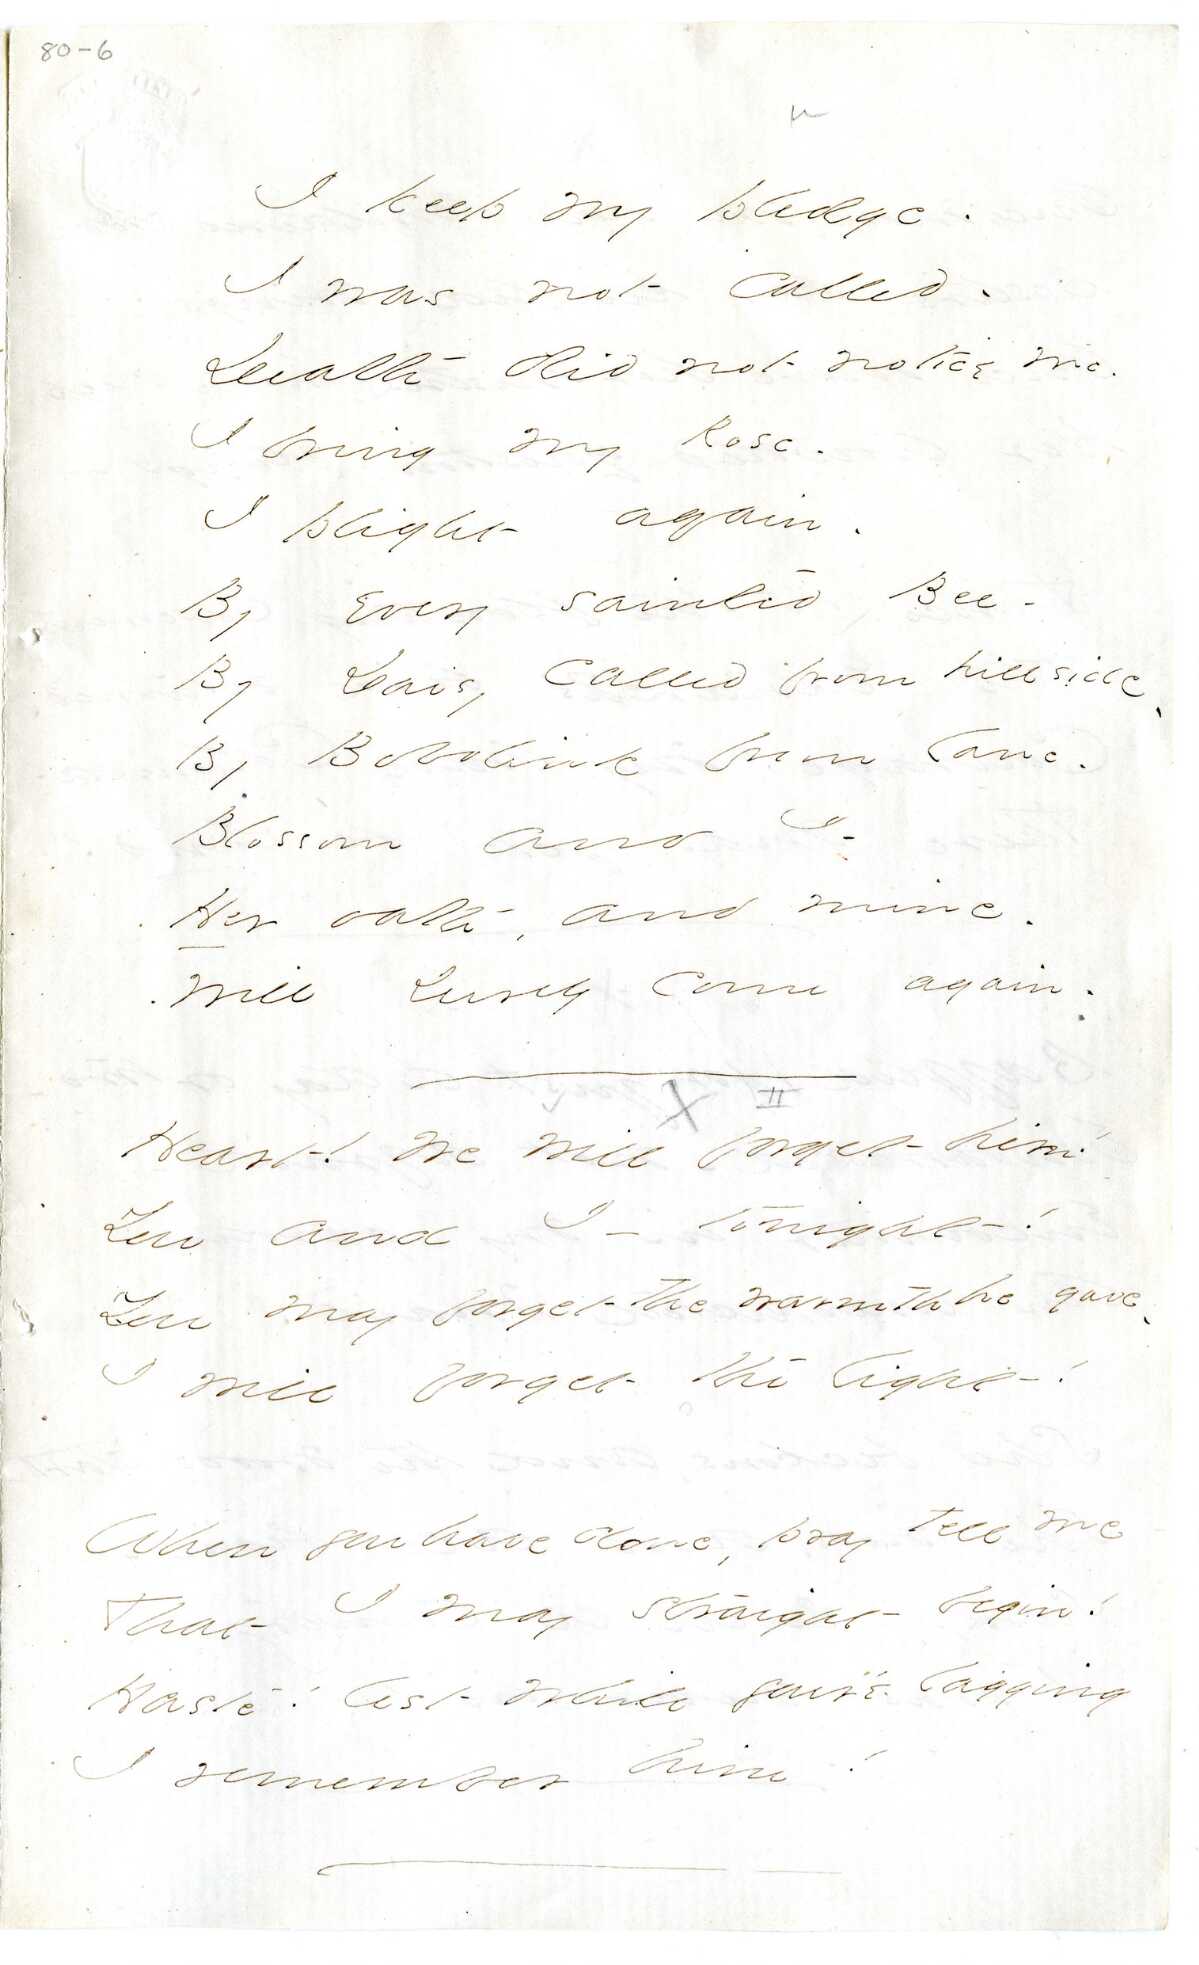 80-6
I keep my pledge.
I was not called.
Death did not notice me.
I bring my Rose.
I plight again.
By every sainted Bee -
By Daisy called from hillside.
By Bobolink from lane.
Blossom and I -
Her oath, and mine.
Will surely come again.
X II
Heart! We will forget him!
You and I - tonight!
You may forget the warmth he gave.
I will forget the light!
When you have done, pray tell me
That I may straight begin!
Haste! lest while you're lagging
I remember him!